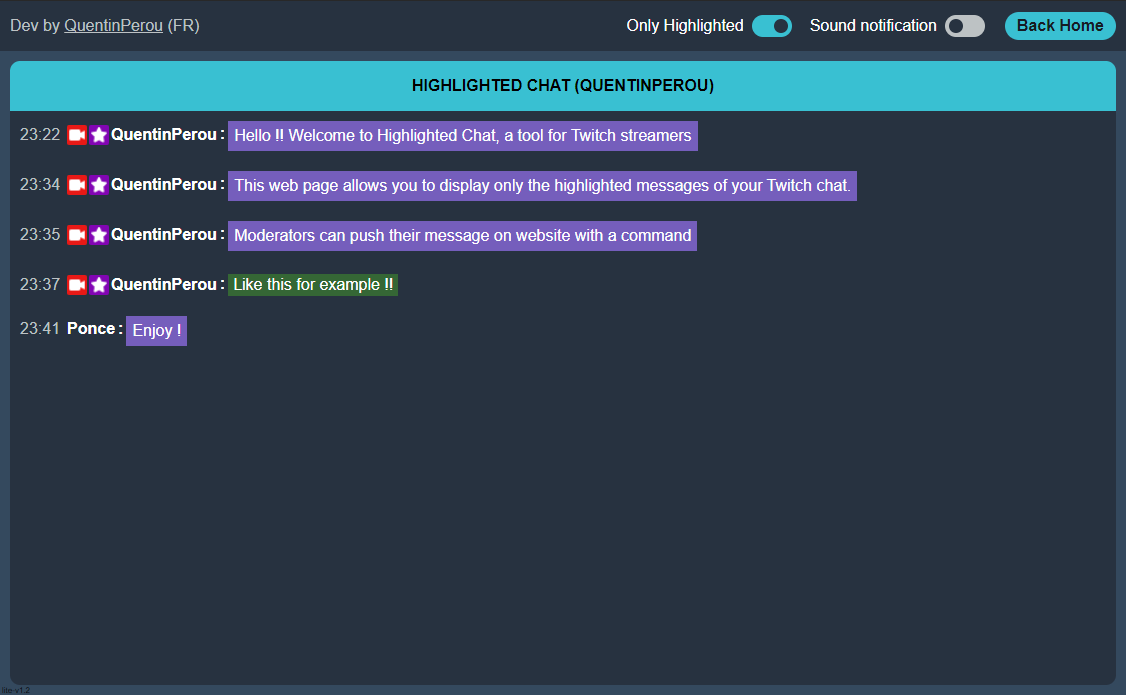 Dev by QuentinPerou (FR) Only Highlighted Sound notification Back Home
HIGHLIGHTED CHAT (QUENTINPEROU)
23:22 QuentinPerou : Hello !! Welcome to Highlighted Chat, a tool for Twitch streamers
23:34 QuentinPerou : This web page allows you to display only the highlighted messages of your Twitch chat.
23:35 QuentinPerou : Moderators can push their message on website with a command
23:37 QuentinPerou : Like this for example !!
23:41 Ponce : Enjoy !
lite v1.2